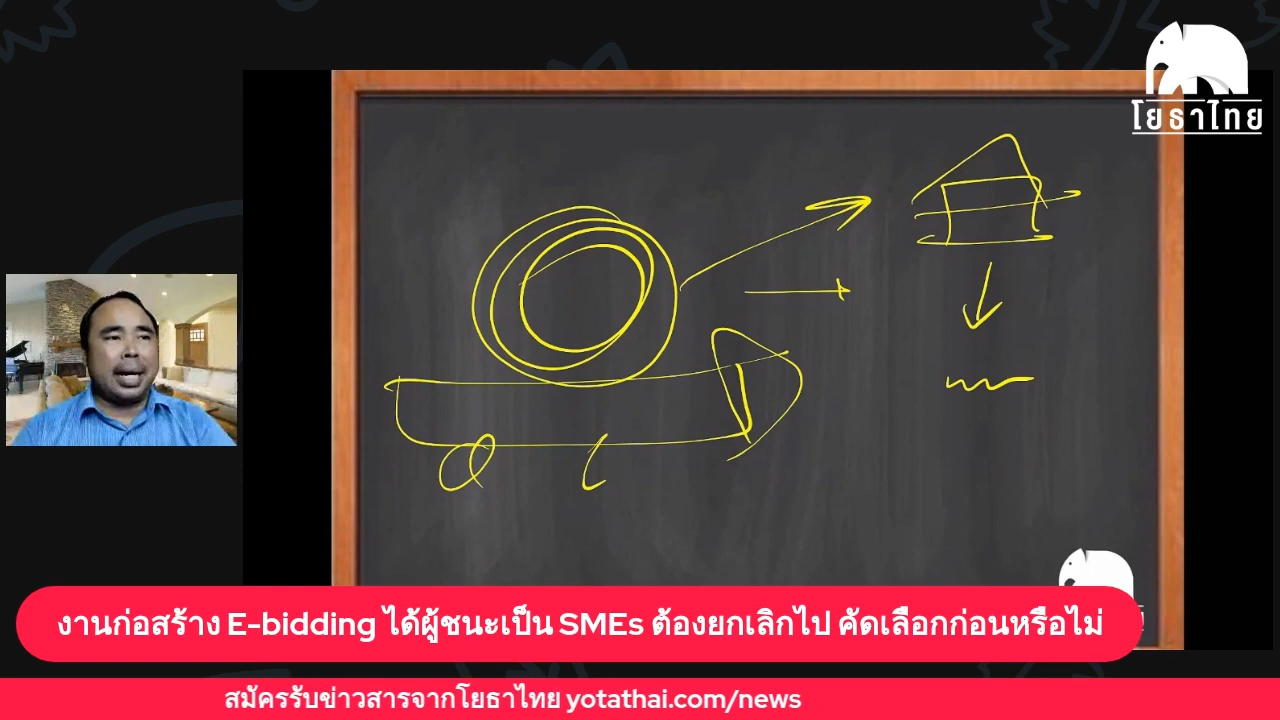 โยธาไทย
งานก่อสร้าง E-bidding ได้ผู้ชนะเป็น SMEs ต้องยกเลิกไป คัดเลือกก่อนหรือไม่
สมัครรับข่าวสารจากโยธาไทย yotathai.com/news